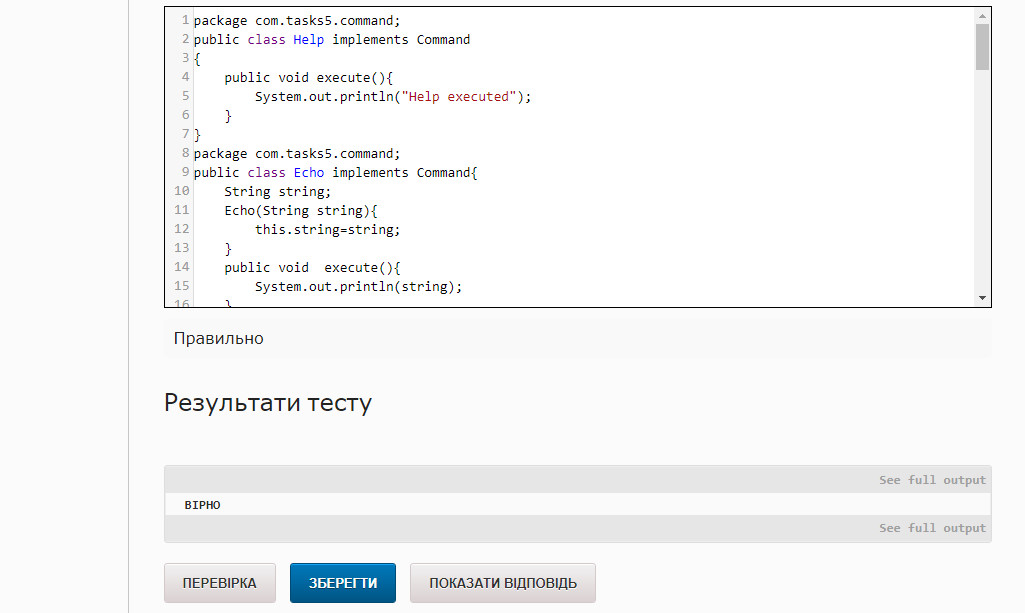 1 package com.tasks5.command;
2 public class Help implements Command
3 {
4 public void execute(){
5 System.out.println("Help executed");
6 }
7 }
8 package com.tasks5.command;
9 public class Echo implements Command{
10 String string;
11 Echo(String string){
12 this.string=string;
13 }
14 public void  execute(){
15 System.out.println(string);
16 }
Правильно
Результати тесту
See full output
ВІРНО
See full output
ПЕРЕВІРКА ЗБЕРЕГТИ ПОКАЗАТИ ВІДПОВІДЬ